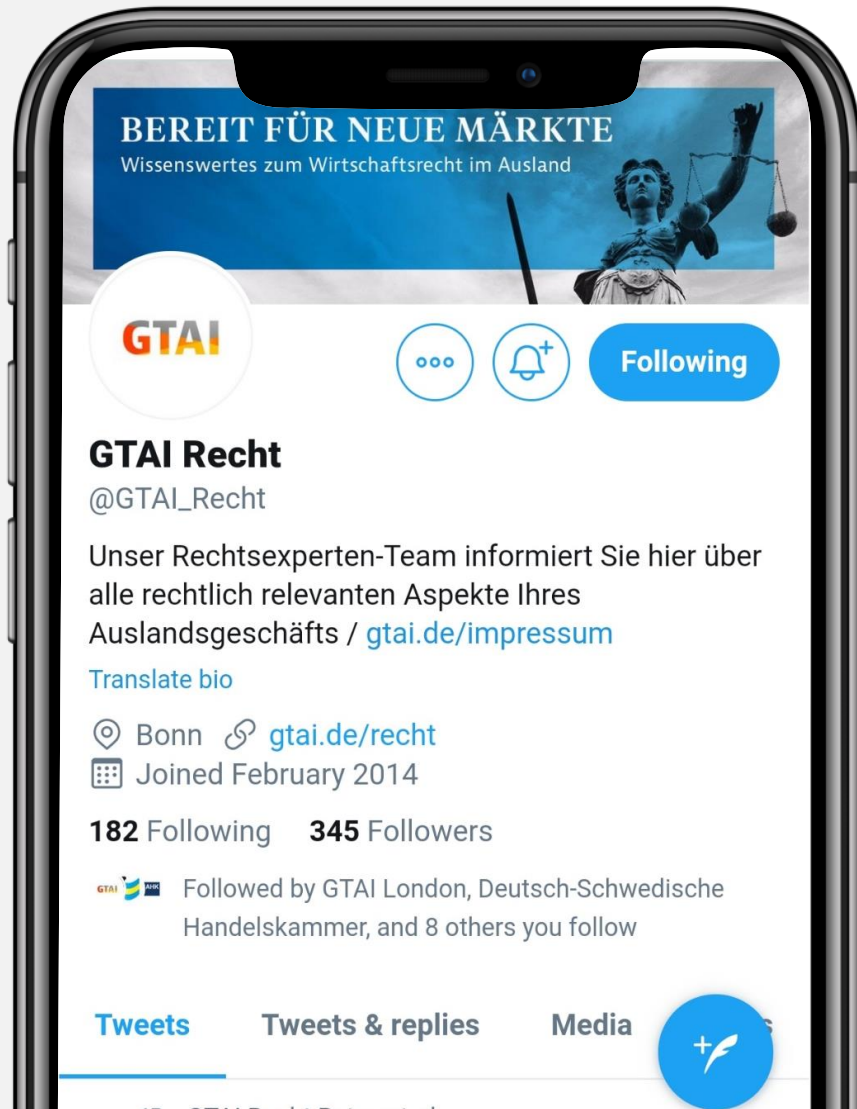 BEREIT FÜR NEUE MÄRKTE
Wissenswertes zum Wirtschaftsrecht im Ausland
GTAI
Following
GTAI Recht
@GTAI_Recht
Unser Rechtsexperten-Team informiert Sie hier über
alle rechtlich relevanten Aspekte Ihres
Auslandsgeschäfts / gtai.de/impressum
Translate bio
Bonn gtai.de/recht
Joined February 2014
182 Following 345 Followers
GTAI AHK Followed by GTAI London, Deutsch-Schwedische
Handelskammer, and 8 others you follow
Tweets Tweets & replies Media